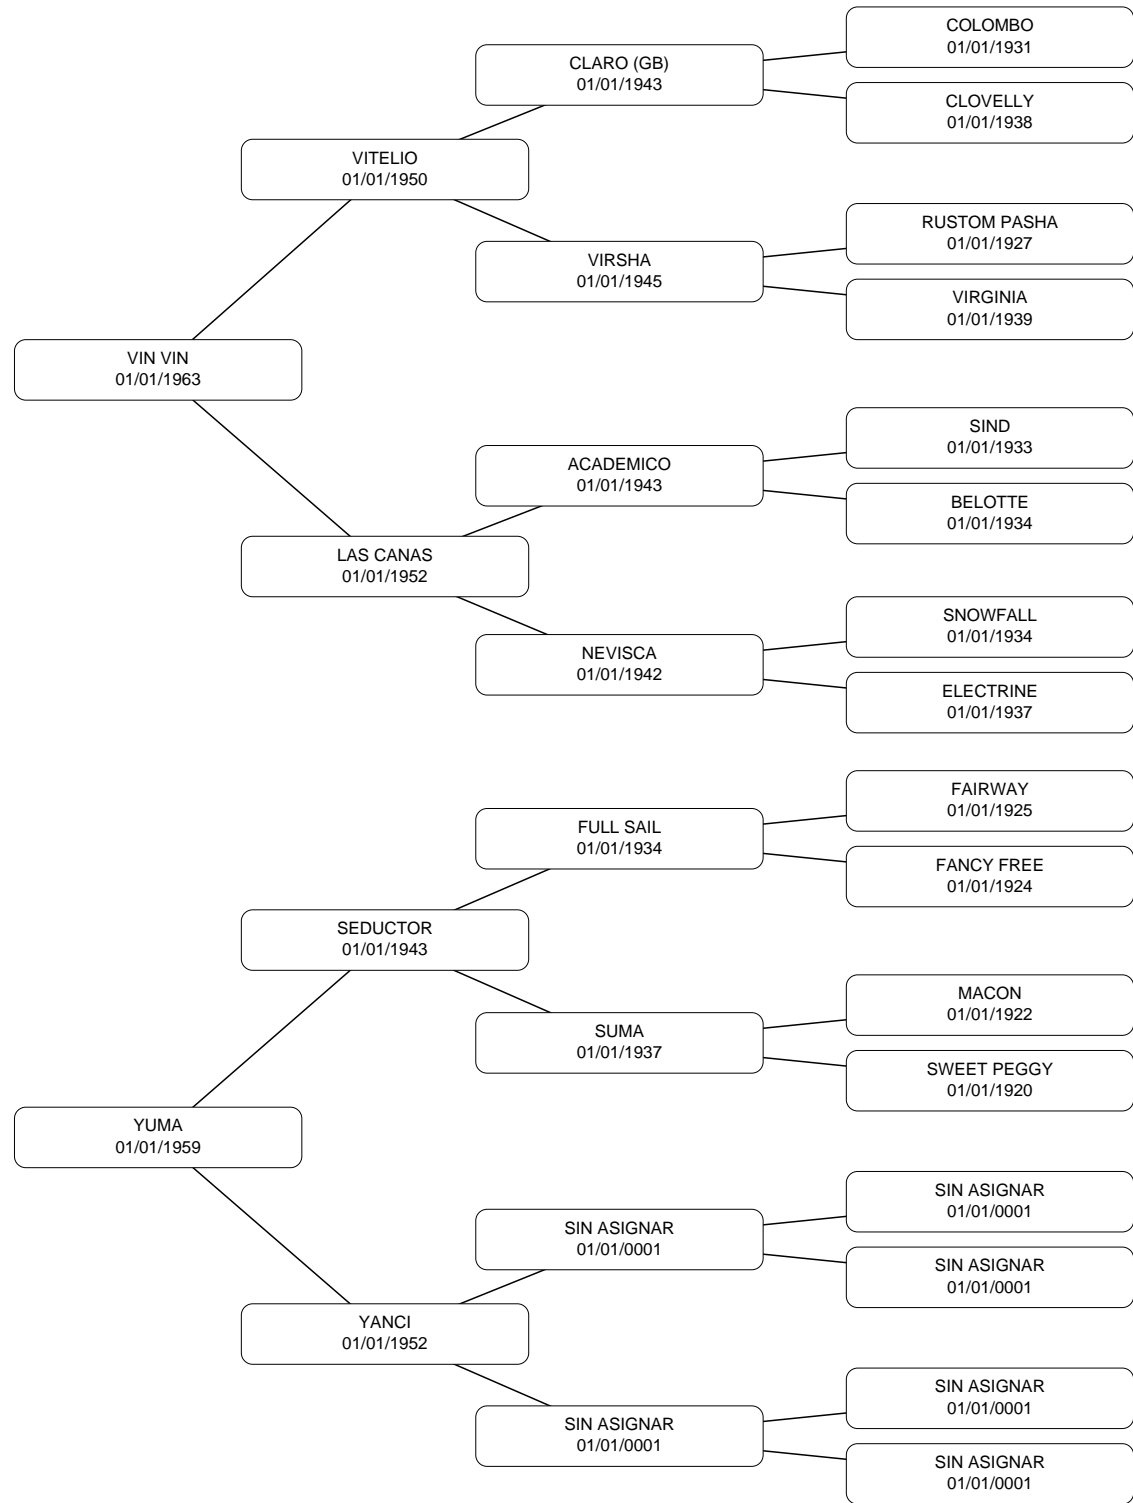 COLOMBO
01/01/1931
CLARO (GB)
01/01/1943
CLOVELLY
01/01/1938
VITELIO
01/01/1950
RUSTOM PASHA
01/01/1927
VIRSHA
01/01/1945
VIRGINIA
01/01/1939
VIN VIN
01/01/1963
SIND
01/01/1933
ACADEMICO
01/01/1943
BELOTTE
01/01/1934
LAS CANAS
01/01/1952
SNOWFALL
01/01/1934
NEVISCA
01/01/1942
ELECTRINE
01/01/1937
FAIRWAY
01/01/1925
FULL SAIL
01/01/1934
FANCY FREE
01/01/1924
SEDUCTOR
01/01/1943
MACON
01/01/1922
SUMA
01/01/1937
SWEET PEGGY
01/01/1920
YUMA
01/01/1959
SIN ASIGNAR
01/01/0001
SIN ASIGNAR
01/01/0001
SIN ASIGNAR
01/01/0001
YANCI
01/01/1952
SIN ASIGNAR
01/01/0001
SIN ASIGNAR
01/01/0001
SIN ASIGNAR
01/01/0001